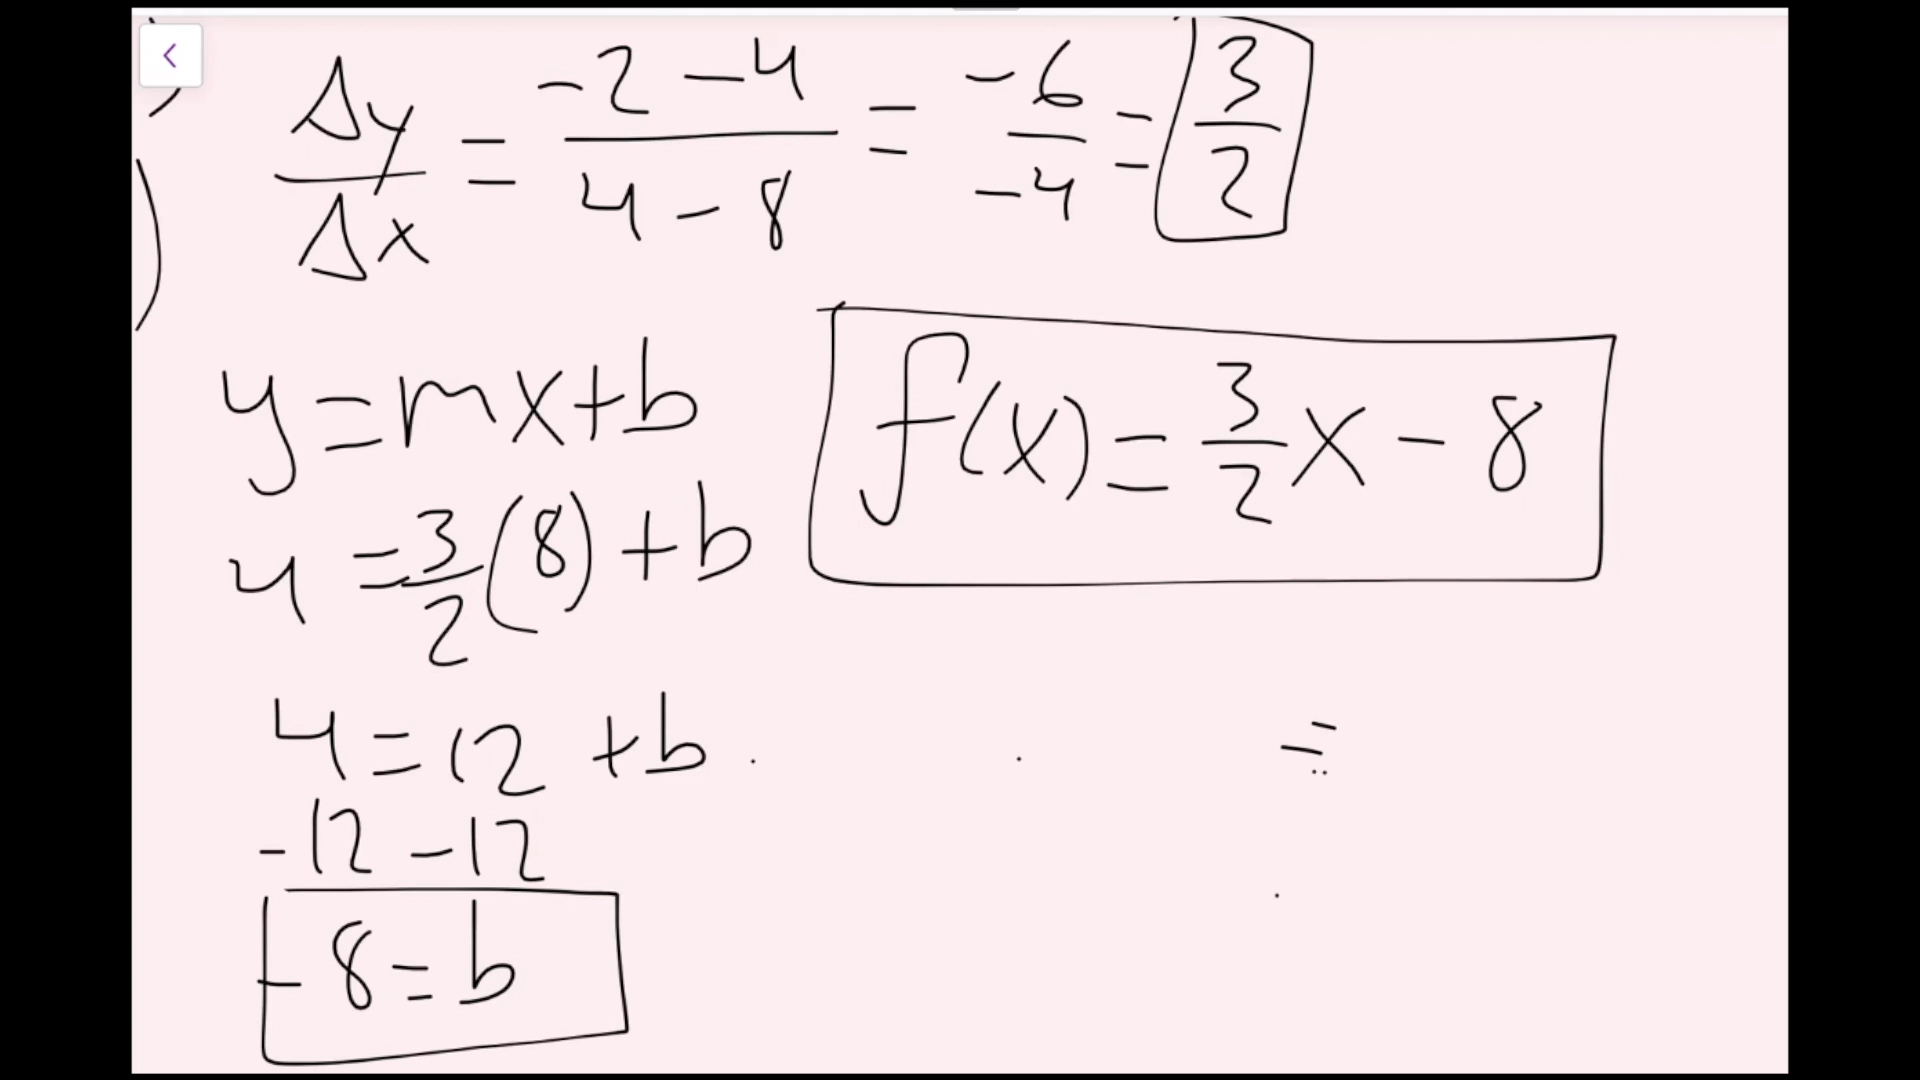 Δy/Δx = (-2 - 4)/(4 - 8) = -6/-4 = 3/2
y = mx + b
f(x) = 3/2 x - 8
4 = 3/2 (8) + b
4 = 12 + b
-12 -12
-8 = b
=